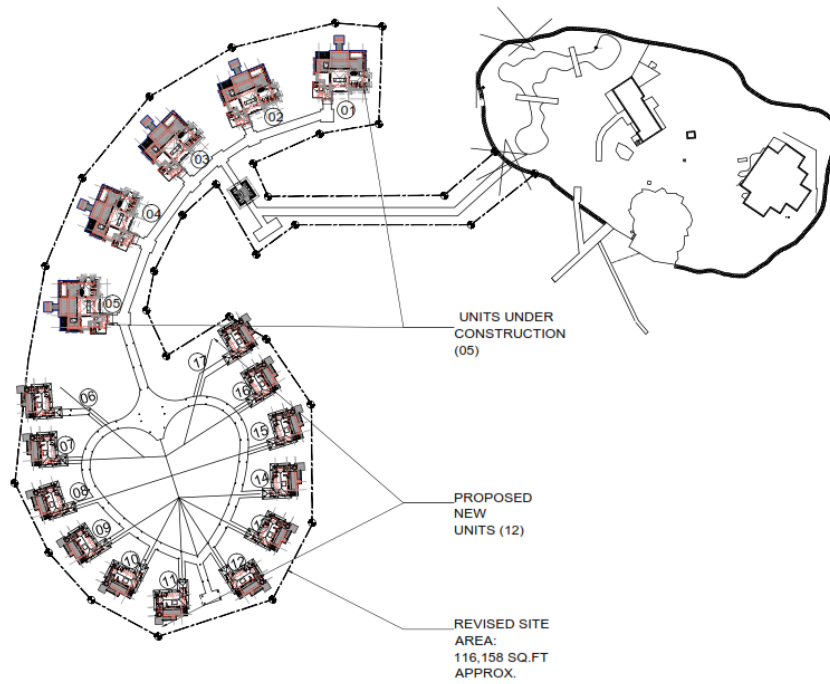 01
02
03
04
05
UNITS UNDER
CONSTRUCTION
(05)
17
06
16
15
07
14
08
09
10
11
12
PROPOSED
NEW
UNITS (12)
REVISED SITE
AREA:
116,158 SQ.FT
APPROX.